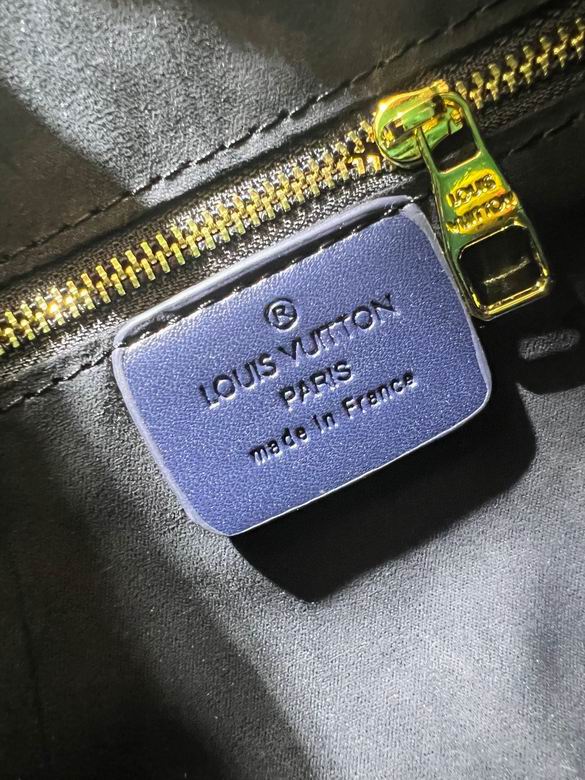 LOUIS
VUITTON
®
LOUIS VUITTON
PARIS
made in France